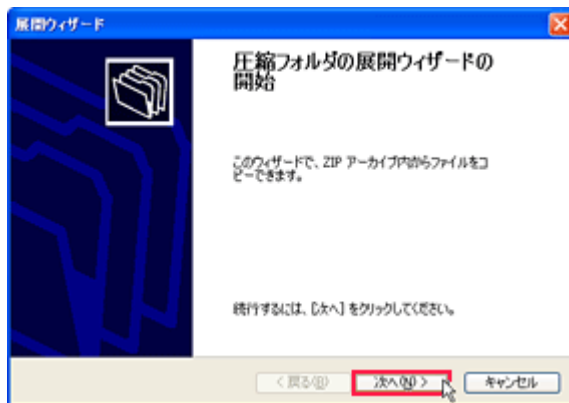 展開ウィザード
圧縮フォルダの展開ウィザードの
開始
このウィザードで、ZIP アーカイブ内からファイルをコ
ピーできます。
続行するには、[次へ] をクリックしてください。
< 戻る(B)
次へ(N) >
キャンセル